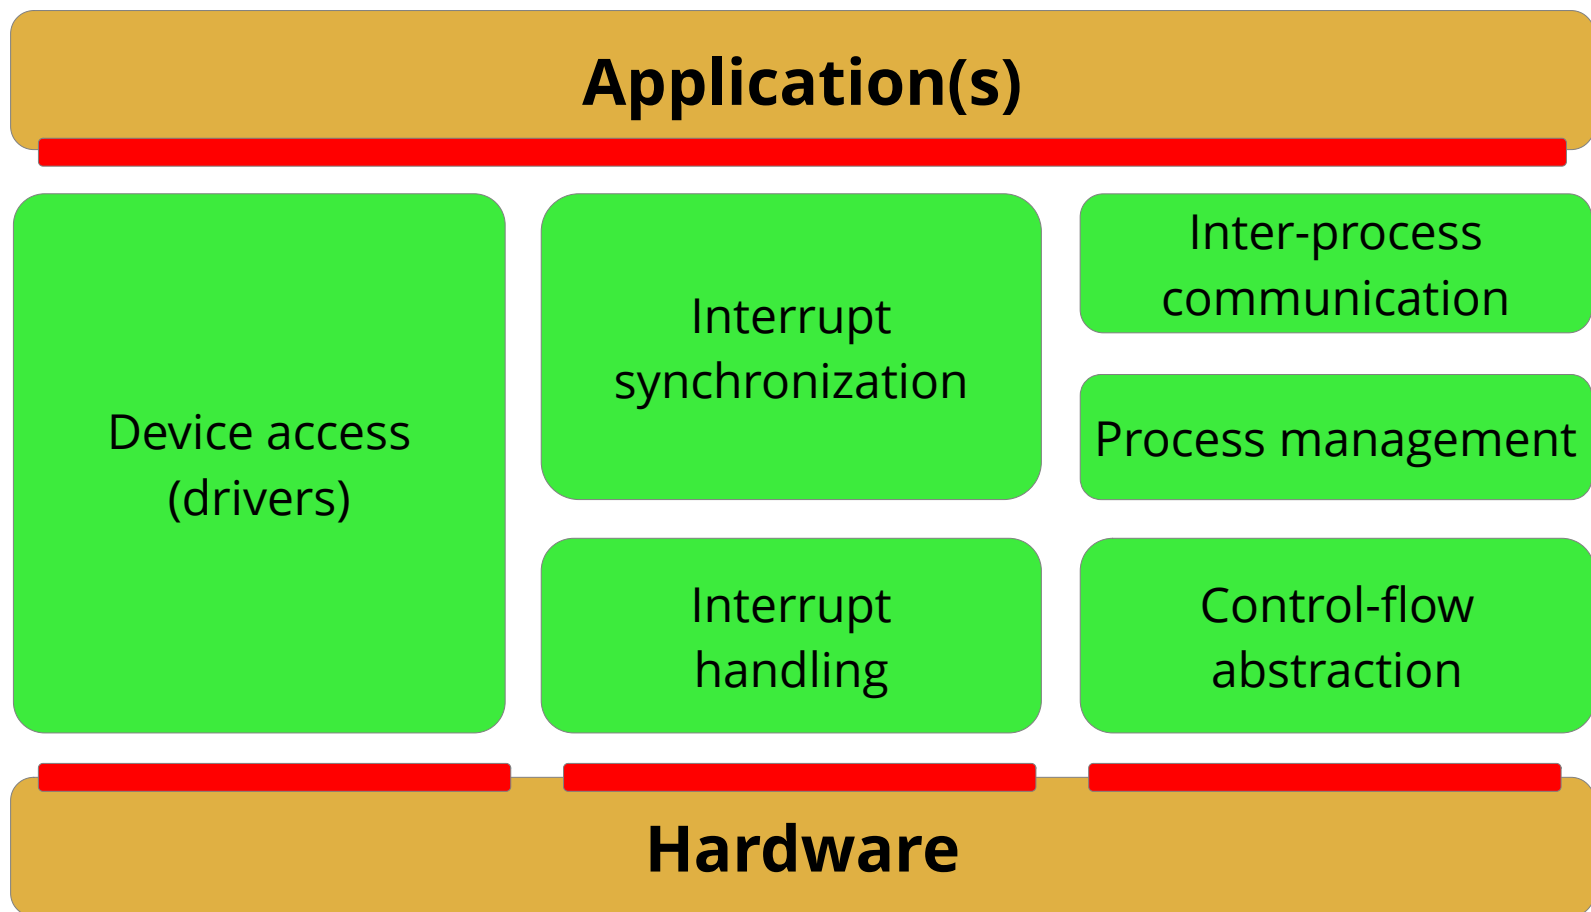 Application(s)
Device access
(drivers)
Interrupt
synchronization
Interrupt
handling
Inter-process
communication
Process management
Control-flow
abstraction
Hardware